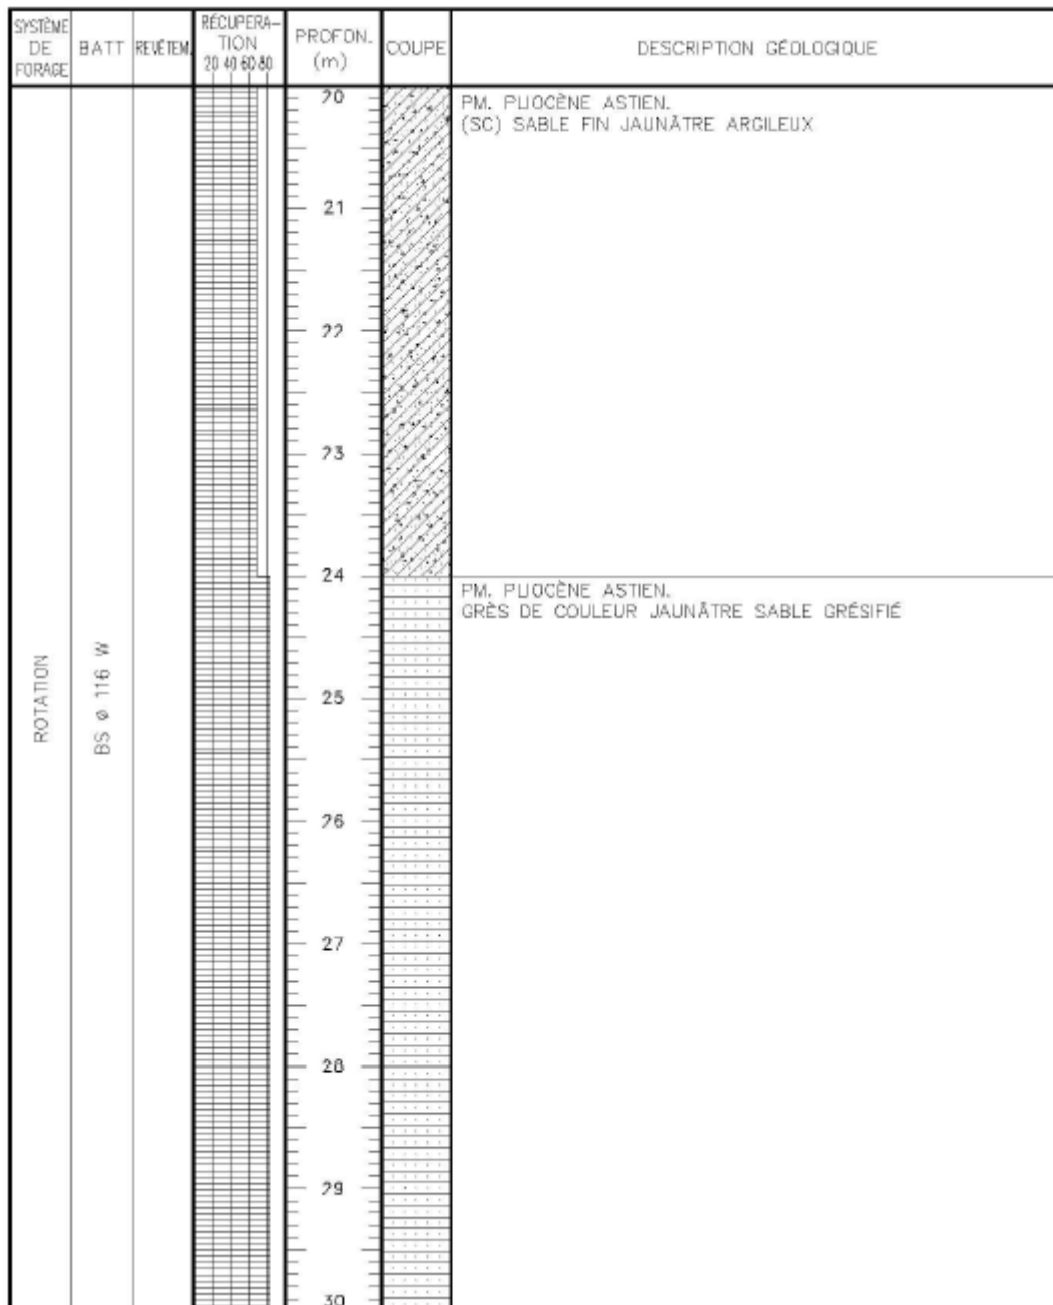 SYSTÈME
DE
FORAGE
BATT
REVÊTEM.
RÉCUPERA-
TION
20 40 60 80
PROFON.
(m)
COUPE
DESCRIPTION GÉOLOGIQUE
20
PM. PLIOCÈNE ASTIEN.
(SC) SABLE FIN JAUNÂTRE ARGILEUX
21
22
23
24
PM. PLIOCÈNE ASTIEN.
GRÈS DE COULEUR JAUNÂTRE SABLE GRÉSIFIÉ
ROTATION
BS ø 116 W
25
26
27
28
29
30